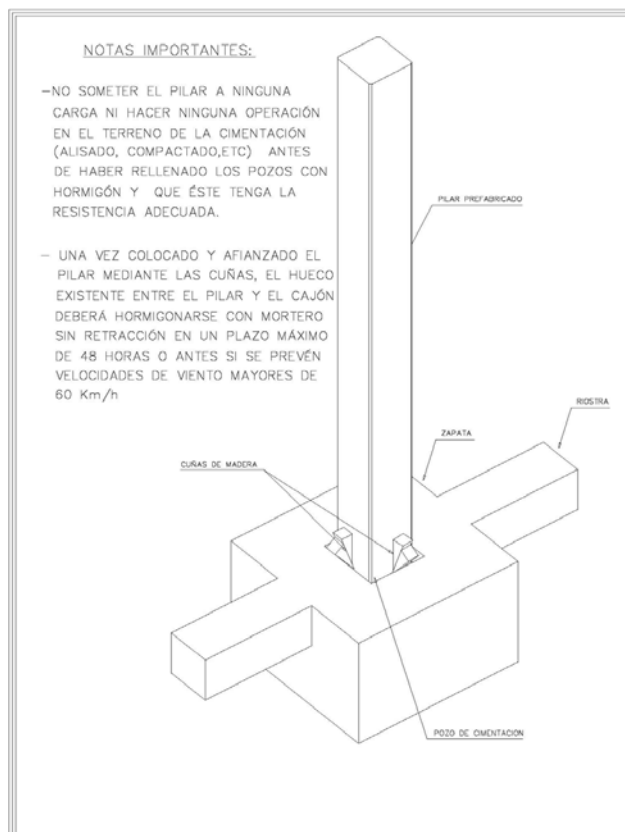 NOTAS IMPORTANTES:
-NO SOMETER EL PILAR A NINGUNA
CARGA NI HACER NINGUNA OPERACIÓN
EN EL TERRENO DE LA CIMENTACIÓN
(ALISADO, COMPACTADO,ETC) ANTES
DE HABER RELLENADO LOS POZOS CON
HORMIGÓN Y QUE ÉSTE TENGA LA
RESISTENCIA ADECUADA.
- UNA VEZ COLOCADO Y AFIANZADO EL
PILAR MEDIANTE LAS CUÑAS, EL HUECO
EXISTENTE ENTRE EL PILAR Y EL CAJÓN
DEBERÁ HORMIGONARSE CON MORTERO
SIN RETRACCIÓN EN UN PLAZO MÁXIMO
DE 48 HORAS O ANTES SI SE PREVÉN
VELOCIDADES DE VIENTO MAYORES DE
60 Km/h
PILAR PREFABRICADO
RIOSTRA
ZAPATA
CUÑAS DE MADERA
POZO DE CIMENTACION